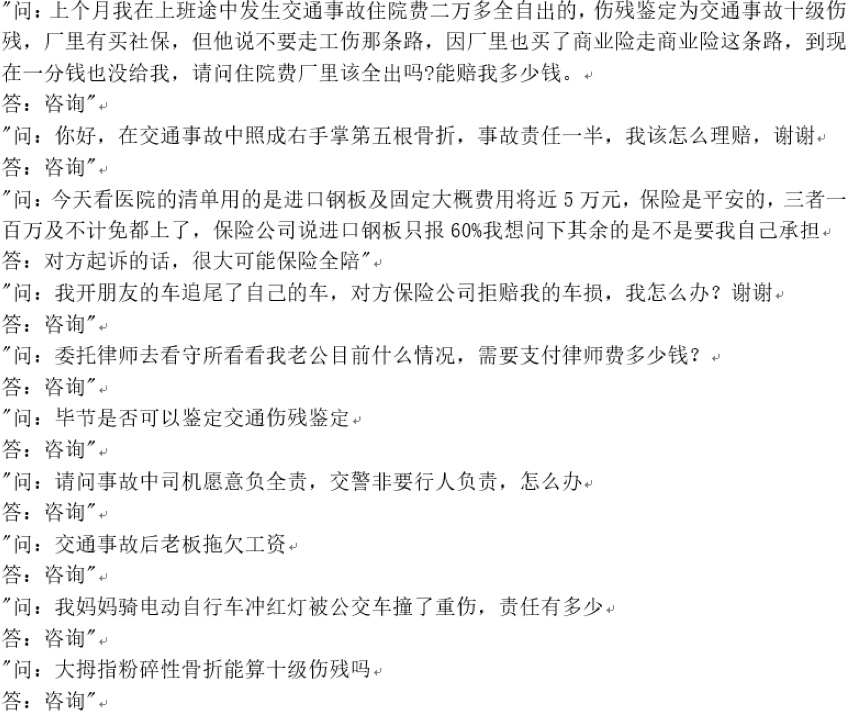 "问：上个月我在上班途中发生交通事故住院费二万多全自出的，伤残鉴定为交通事故十级伤
残，厂里有买社保，但他说不要走工伤那条路，因厂里也买了商业险走商业险这条路，到现
在一分钱也没给我，请问住院费厂里该全出吗?能赔我多少钱。
答：咨询"
"问：你好，在交通事故中照成右手掌第五根骨折，事故责任一半，我该怎么理赔，谢谢
答：咨询"
"问：今天看医院的清单用的是进口钢板及固定大概费用将近 5 万元，保险是平安的，三者一
百万及不计免都上了，保险公司说进口钢板只报 60%我想问下其余的是不是要我自己承担
答：对方起诉的话，很大可能保险全陪"
"问：我开朋友的车追尾了自己的车，对方保险公司拒赔我的车损，我怎么办？谢谢
答：咨询"
"问：委托律师去看守所看看我老公目前什么情况，需要支付律师费多少钱？
答：咨询"
"问：毕节是否可以鉴定交通伤残鉴定
答：咨询"
"问：请问事故中司机愿意负全责，交警非要行人负责，怎么办
答：咨询"
"问：交通事故后老板拖欠工资
答：咨询"
"问：我妈妈骑电动自行车冲红灯被公交车撞了重伤，责任有多少
答：咨询"
"问：大拇指粉碎性骨折能算十级伤残吗
答：咨询"